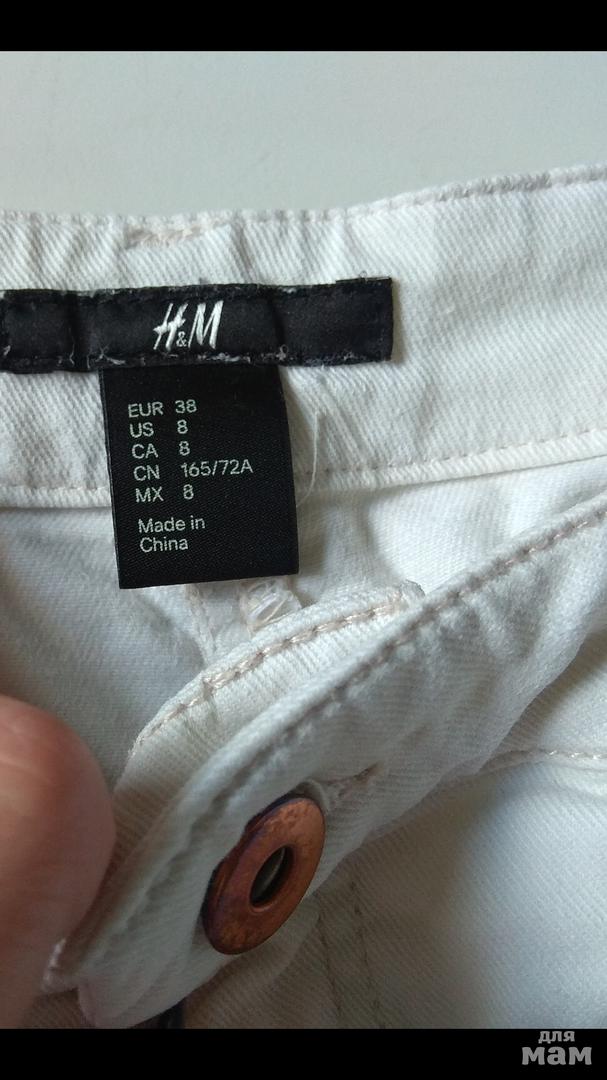 H&M
EUR 38
US 8
CA 8
CN 165/72A
MX 8
Made in
China
для
мам